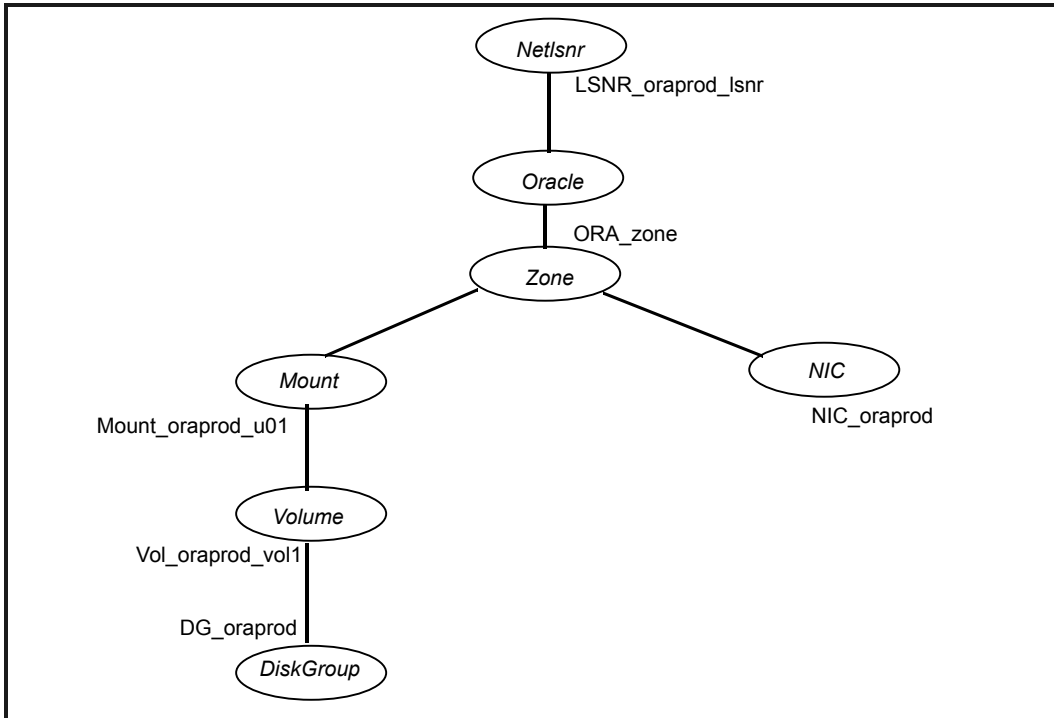 Netlsnr
LSNR_oraprod_lsnr
Oracle
ORA_zone
Zone
Mount
NIC
Mount_oraprod_u01
NIC_oraprod
Volume
Vol_oraprod_vol1
DG_oraprod
DiskGroup